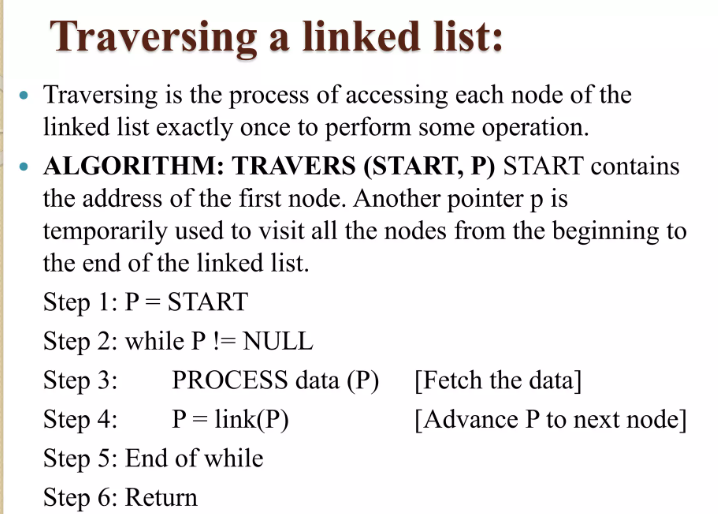 Traversing a linked list:
• Traversing is the process of accessing each node of the
linked list exactly once to perform some operation.
• ALGORITHM: TRAVERS (START, P) START contains
the address of the first node. Another pointer p is
temporarily used to visit all the nodes from the beginning to
the end of the linked list.
Step 1: P = START
Step 2: while P != NULL
Step 3: PROCESS data (P) [Fetch the data]
Step 4: P = link(P) [Advance P to next node]
Step 5: End of while
Step 6: Return